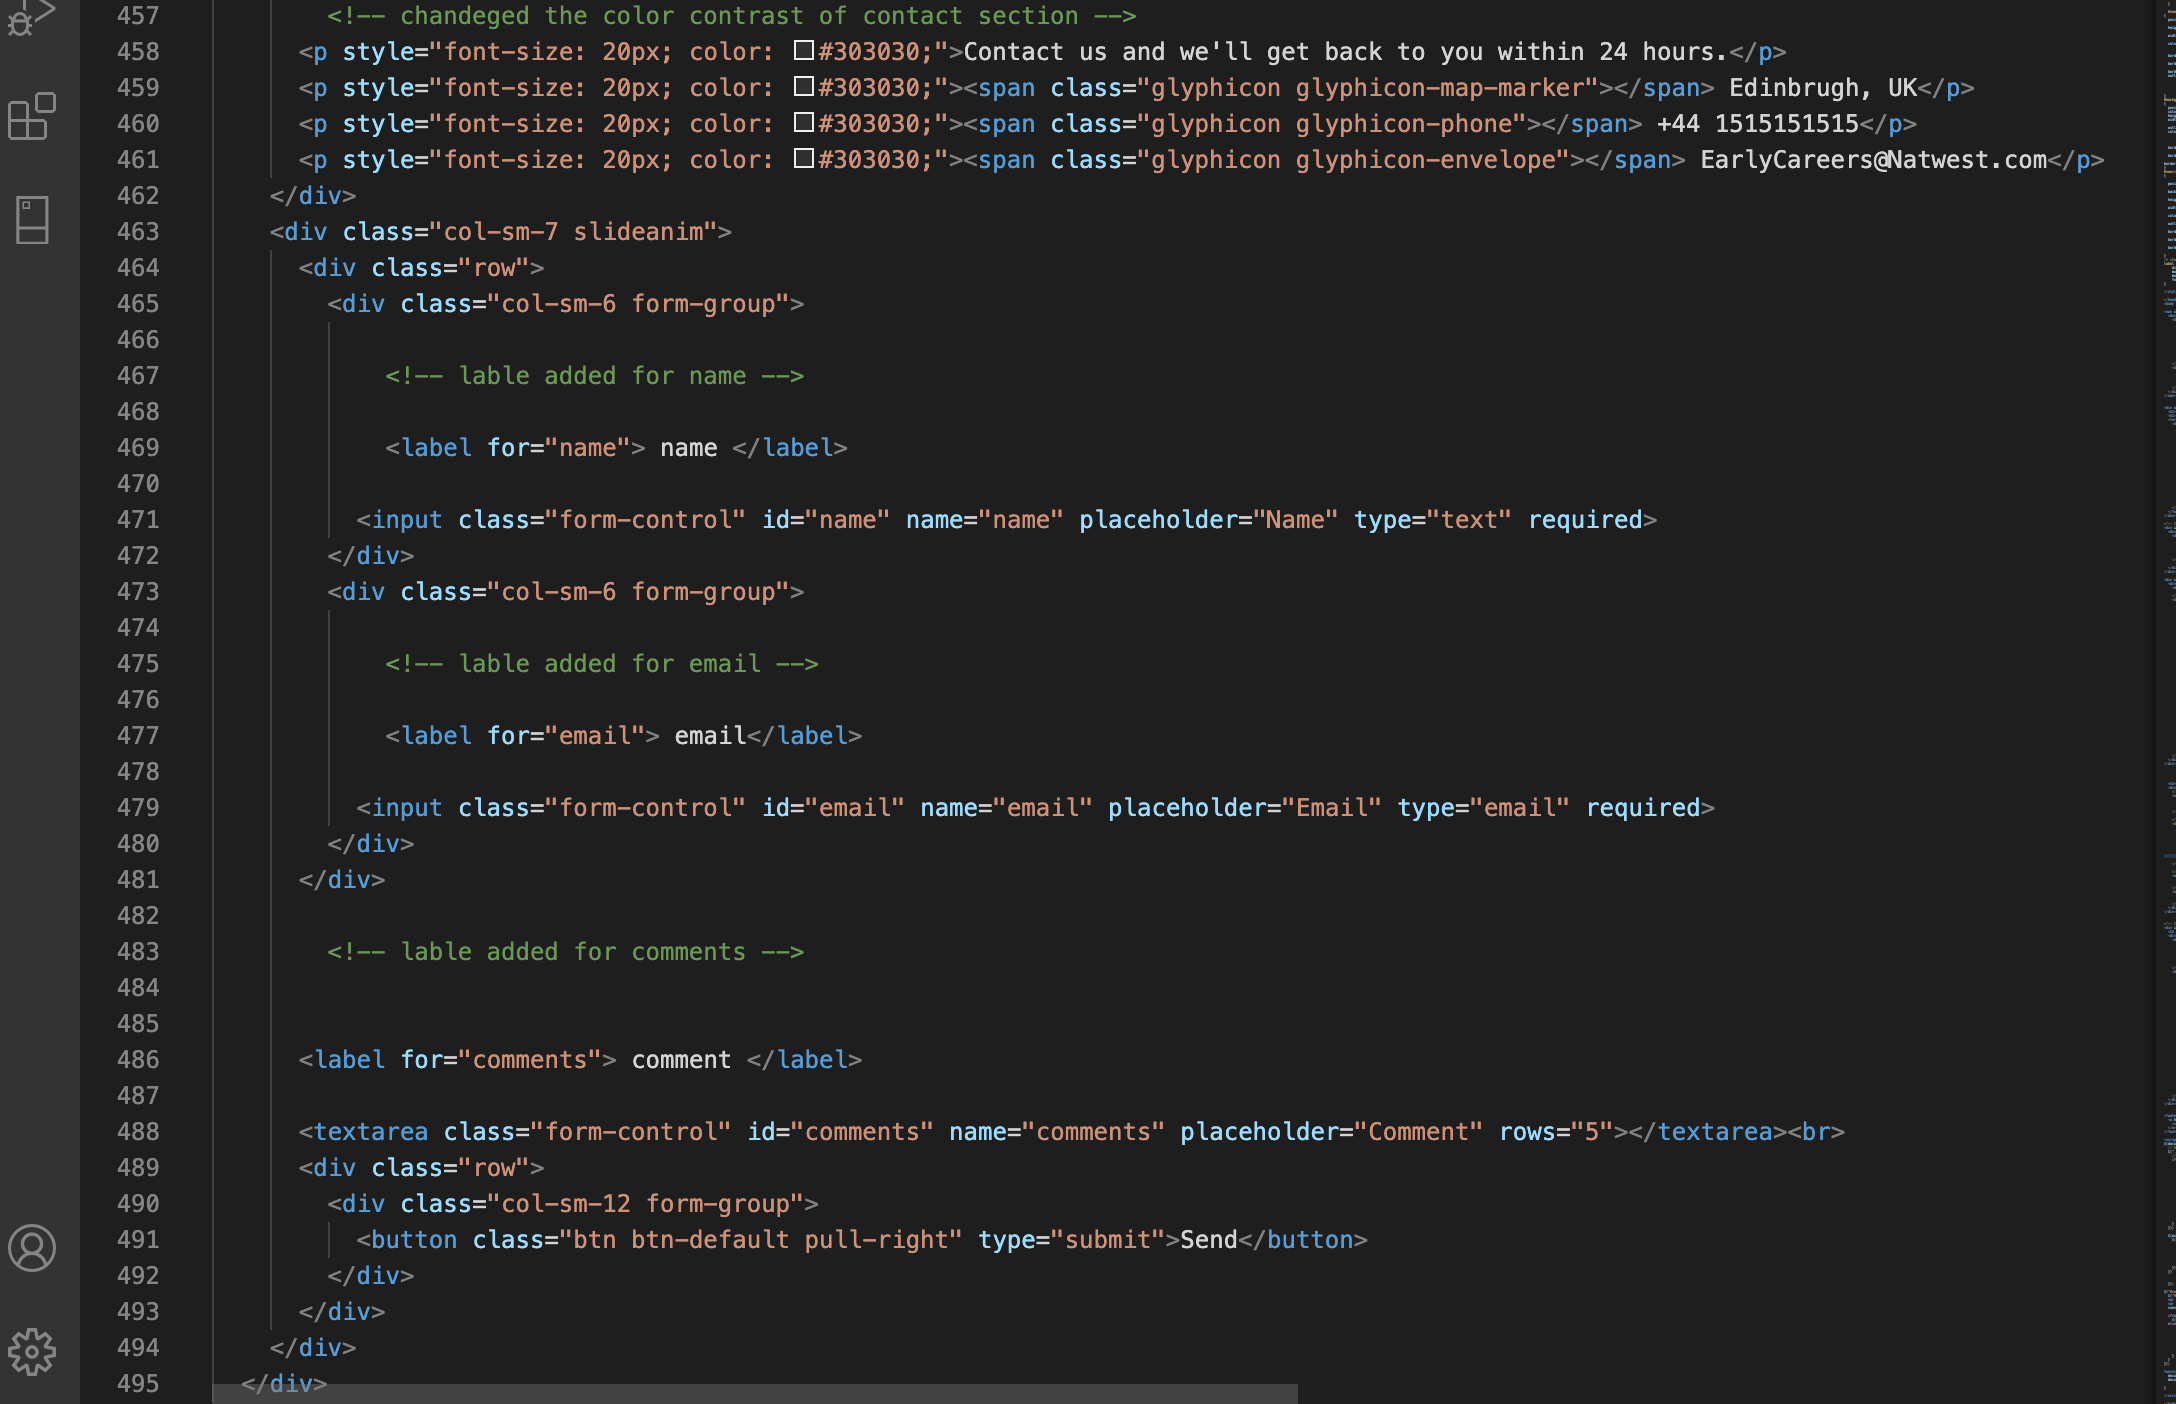 457 <!-- chandeged the color contrast of contact section -->
458 <p style="font-size: 20px; color: #303030;">Contact us and we'll get back to you within 24 hours.</p>
459 <p style="font-size: 20px; color: #303030;"><span class="glyphicon glyphicon-map-marker"></span> Edinbrugh, UK</p>
460 <p style="font-size: 20px; color: #303030;"><span class="glyphicon glyphicon-phone"></span> +44 1515151515</p>
461 <p style="font-size: 20px; color: #303030;"><span class="glyphicon glyphicon-envelope"></span> EarlyCareers@Natwest.com</p>
462 </div>
463 <div class="col-sm-7 slideanim">
464 <div class="row">
465 <div class="col-sm-6 form-group">
466
467 <!-- lable added for name -->
468
469 <label for="name"> name </label>
470
471 <input class="form-control" id="name" name="name" placeholder="Name" type="text" required>
472 </div>
473 <div class="col-sm-6 form-group">
474
475 <!-- lable added for email -->
476
477 <label for="email"> email</label>
478
479 <input class="form-control" id="email" name="email" placeholder="Email" type="email" required>
480 </div>
481 </div>
482
483 <!-- lable added for comments -->
484
485
486 <label for="comments"> comment </label>
487
488 <textarea class="form-control" id="comments" name="comments" placeholder="Comment" rows="5"></textarea><br>
489 <div class="row">
490 <div class="col-sm-12 form-group">
491 <button class="btn btn-default pull-right" type="submit">Send</button>
492 </div>
493 </div>
494 </div>
495 </div>